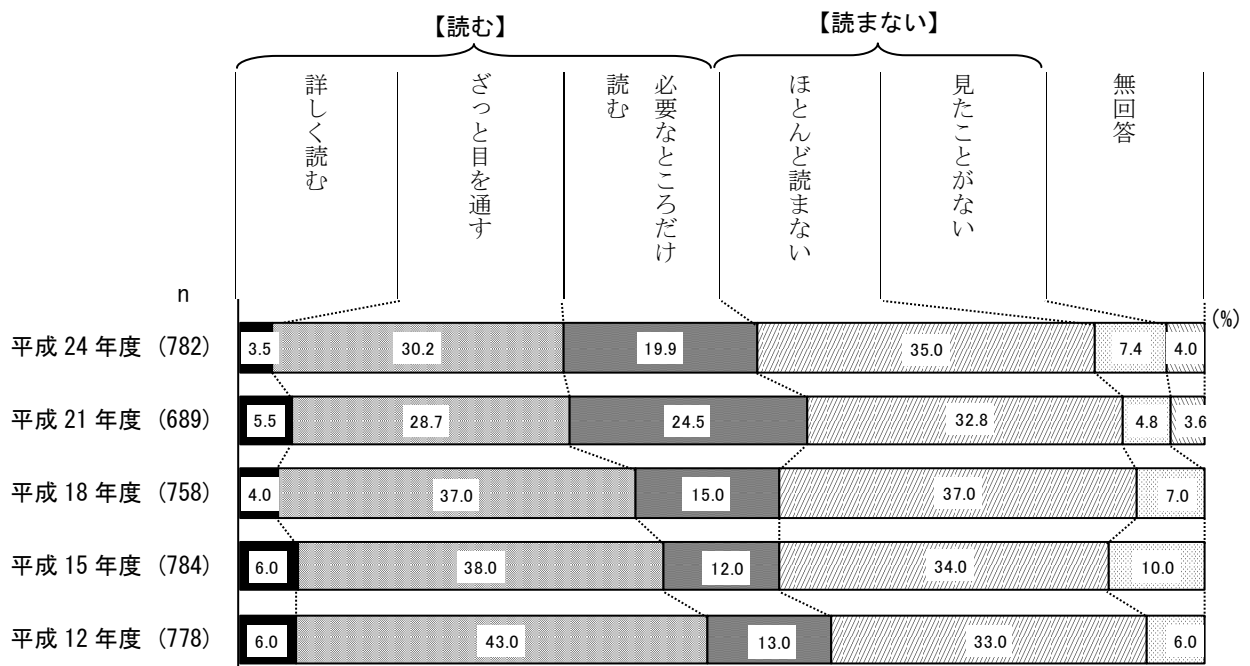 【読む】
【読まない】
詳しく読む
ざっと目を通す
必要なところだけ
読む
ほとんど読まない
見たことがない
無回答
n
(%)
平成 24 年度 (782) 3.5 30.2 19.9 35.0 7.4 4.0
平成 21 年度 (689) 5.5 28.7 24.5 32.8 4.8 3.6
平成 18 年度 (758) 4.0 37.0 15.0 37.0 7.0
平成 15 年度 (784) 6.0 38.0 12.0 34.0 10.0
平成 12 年度 (778) 6.0 43.0 13.0 33.0 6.0